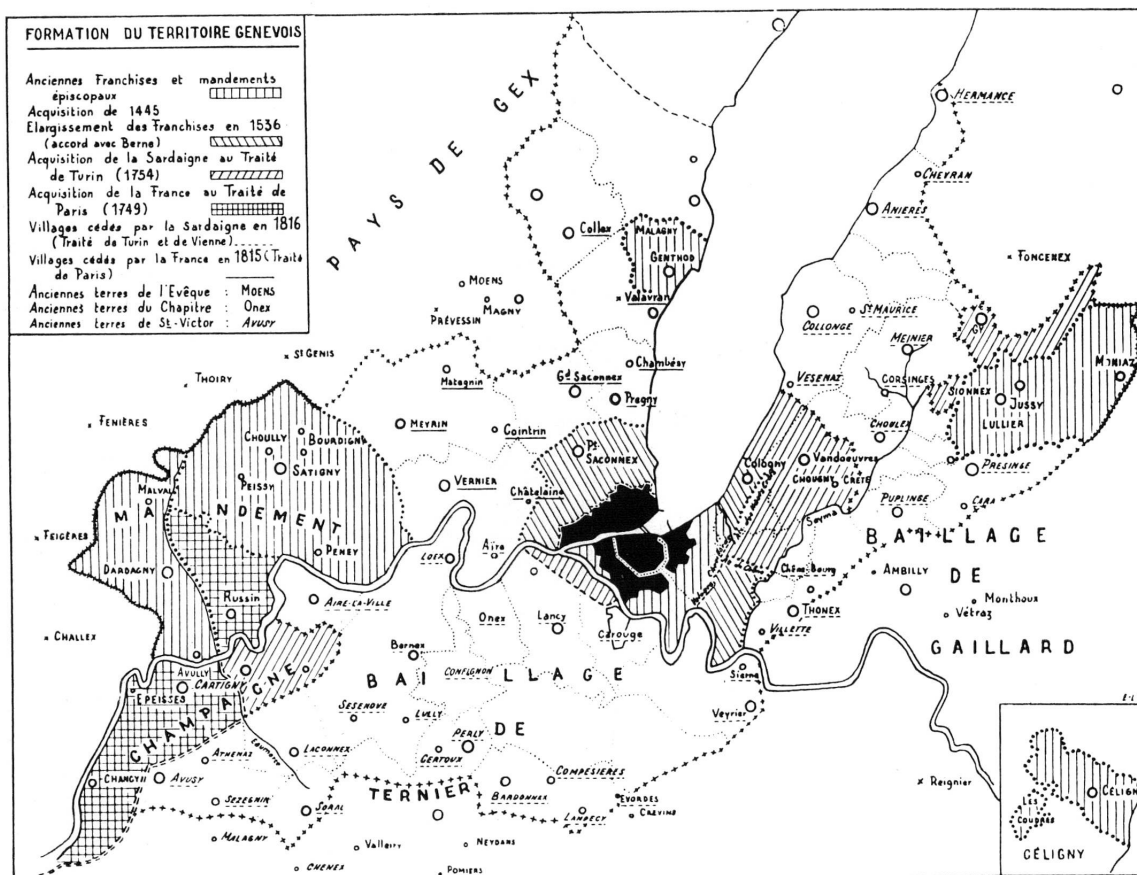 FORMATION DU TERRITOIRE GENEVOIS
Anciennes Franchises et mandements
épiscopaux
Acquisition de 1445
Elargissement des Franchises en 1536
(accord avec Berne)
Acquisition de la Sardaigne au Traité
de Turin (1754)
Acquisition de la France au Traité de
Paris (1749)
Villages cédés par la Sardaigne en 1816
(Traité de Turin et de Vienne)
Villages cédés par la France en 1815 (Traité
de Paris)
Anciennes terres de l'Evêque : MOENS
Anciennes terres du Chapitre : Onex
Anciennes terres de St-Victor : AVUSY
PAYS DE GEX
HERMANCE
CHEVRAN
ANIERES
Collex
MALAGNY
GENTHOD
FONCENEX
MOENS
MAGNY
Valavran
PRÉVESSIN
COLLONGE
St MAURICE
GY
MEINIER
St GENIS
Chambésy
MONIAZ
THOIRY
Matagnin
Gd Saconnex
VESENAZ
CORSINGES
SIONNEX
JUSSY
Pregny
LULLIER
FENIÈRES
MEYRIN
Cointrin
CHOULEX
CHOULLY
BOURDIGNY
Pt SACONNEX
Vandoeuvres
PRESINGE
SATIGNY
Cologny
PEISSY
VERNIER
CHOUGNY
CRÊTE
MALVAL
Châtelaine
PUPLINGE
CARA
MANDEMENT
Seyma
FEIGÈRES
PENEY
LOEX
Aire
BAILLAGE
DARDAGNY
Chêne-Bourg
AMBILLY
DE
Russin
AIRE-LA-VILLE
Onex
Lancy
THONEX
Monthoux
Vétraz
CHALLEX
Carouge
VILLETTE
Bernex
GAILLARD
AVULLY
CARTIGNY
CONFIGNON
Sierne
BAILLAGE
EPEISSES
CHAMPAGNE
SESENOVE
LULLY
Veyrier
DE
PERLY
CERTOUX
ATHENAZ
LACONNEX
CHANCY
AVUSY
COMPESIÈRES
Reignier
BARDONNEX
TERNIER
SEZEGNIN
SORAL
EVORDES
LANDECY
CREVIND
MALAGNY
Valleiry
NEYDANS
CHENEX
POMIERS
LES
COUDRES
CÉLIGNY